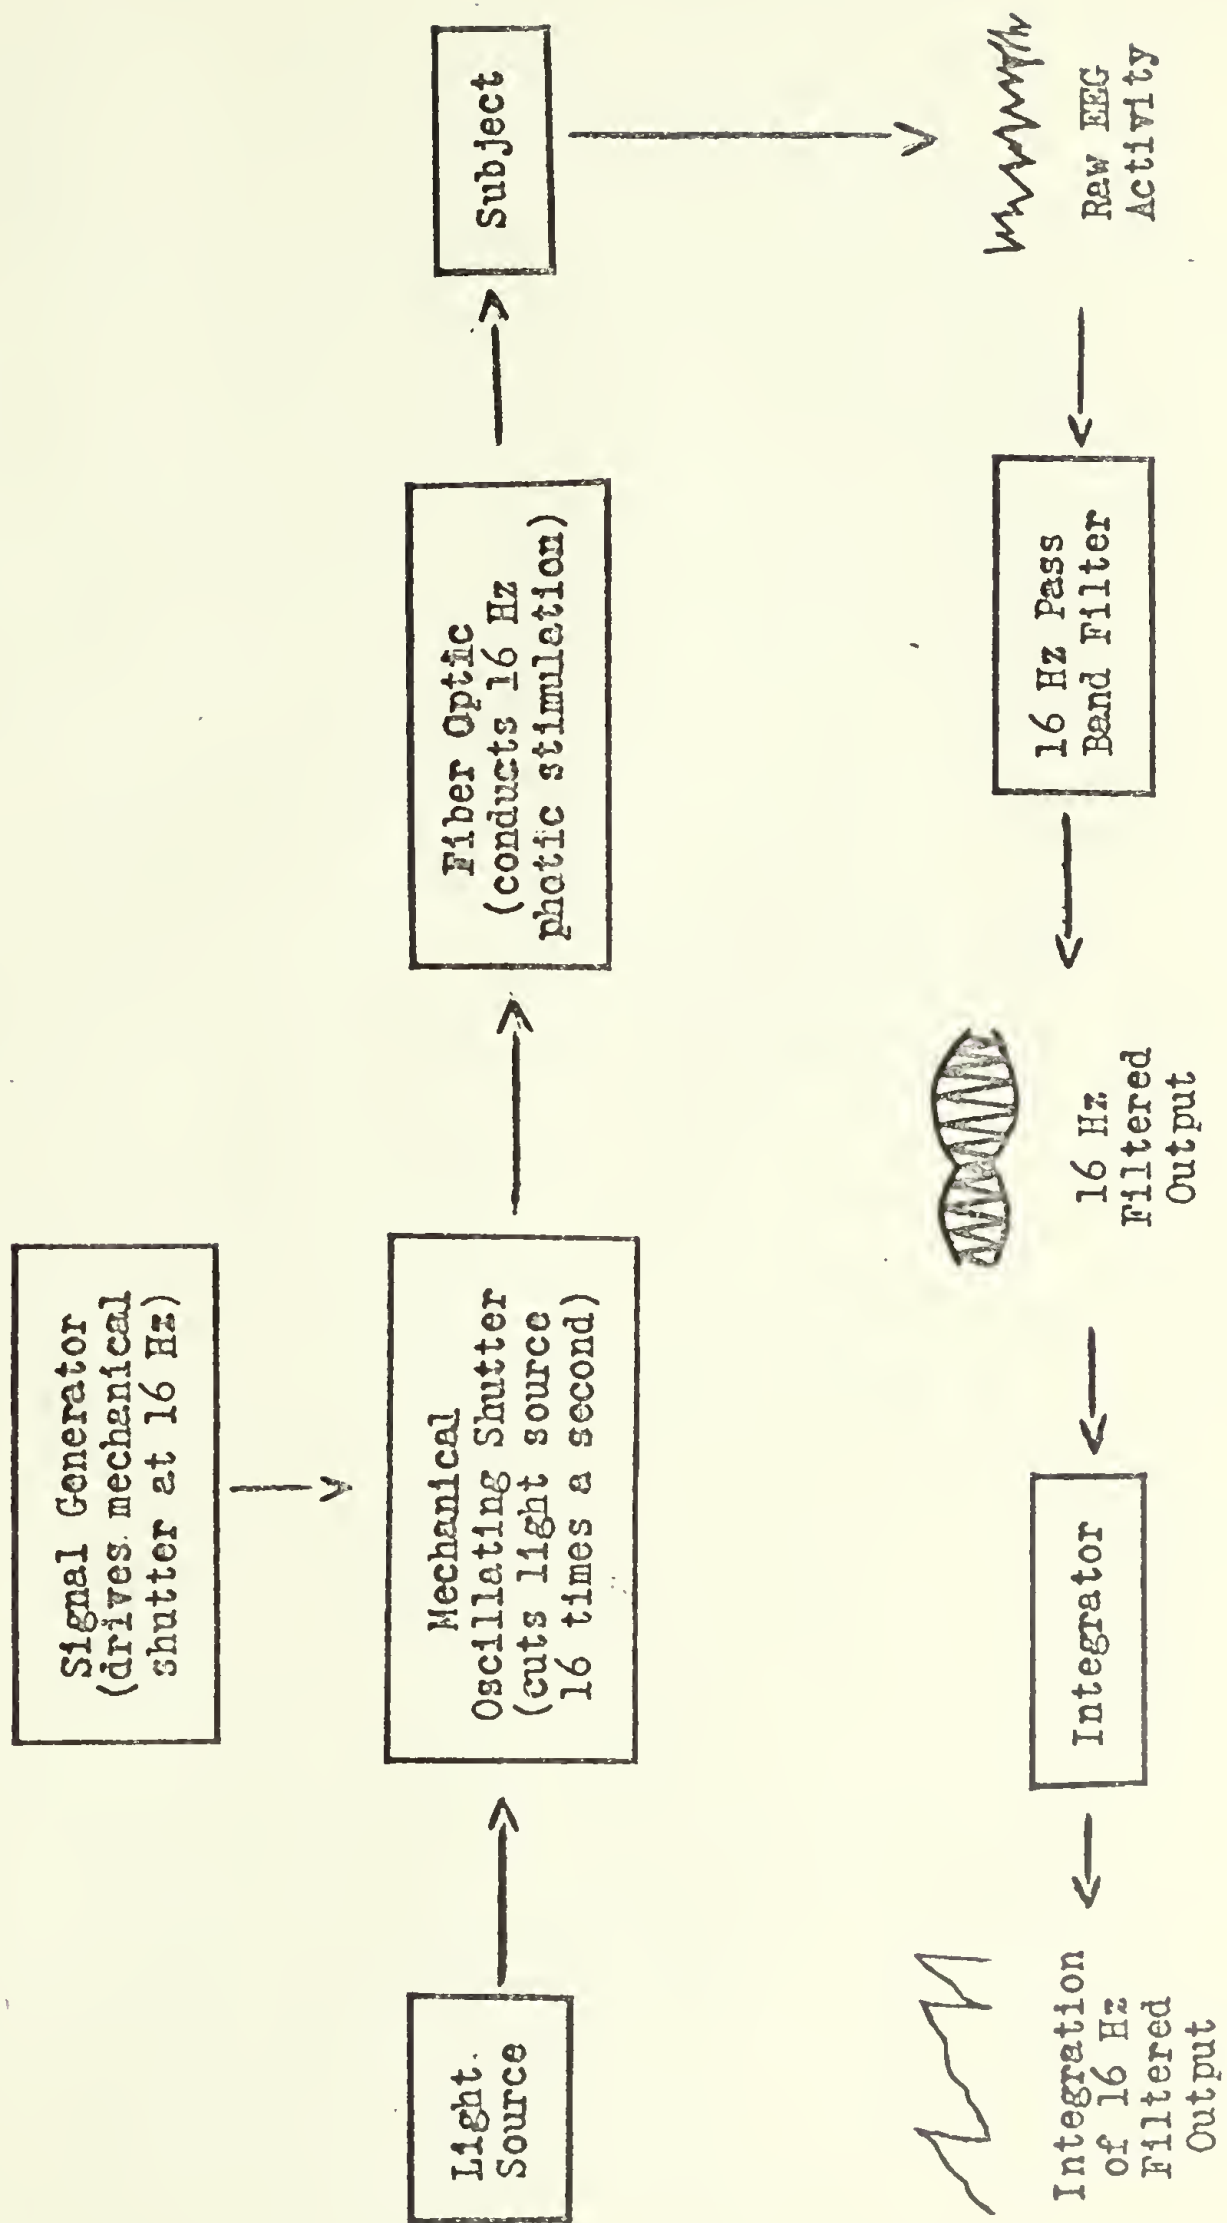 Signal Generator
(drives mechanical
shutter at 16 Hz)
Light
Source
Mechanical
Oscillating Shutter
(cuts light source
16 times a second)
Fiber Optic
(conducts 16 Hz
photic stimulation)
Subject
Raw EEG
Activity
16 Hz Pass
Band Filter
16 Hz
Filtered
Output
Integrator
Integration
of 16 Hz
Filtered
Output